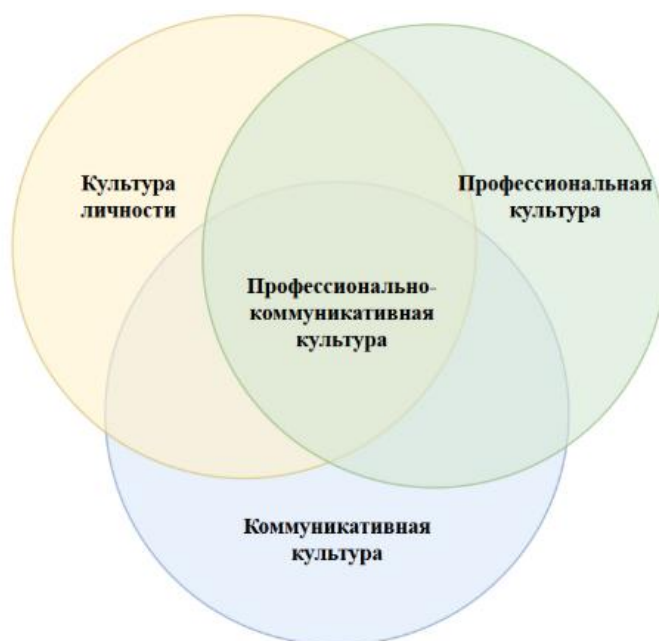 Культура
личности
Профессиональная
культура
Профессионально-
коммуникативная
культура
Коммуникативная
культура